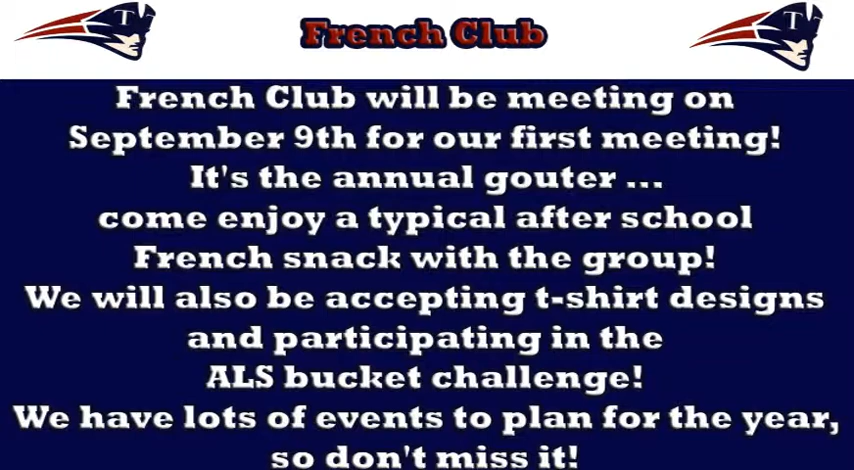 T
French Club
T
French Club will be meeting on
September 9th for our first meeting!
It's the annual gouter ...
come enjoy a typical after school
French snack with the group!
We will also be accepting t-shirt designs
and participating in the
ALS bucket challenge!
We have lots of events to plan for the year,
so don't miss it!